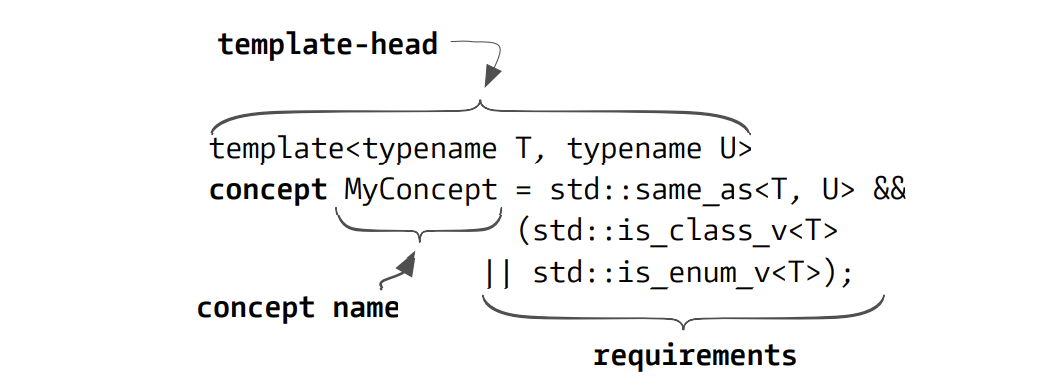 template-head
template<typename T, typename U>
concept MyConcept = std::same_as<T, U> &&
(std::is_class_v<T>
|| std::is_enum_v<T>);
concept name
requirements